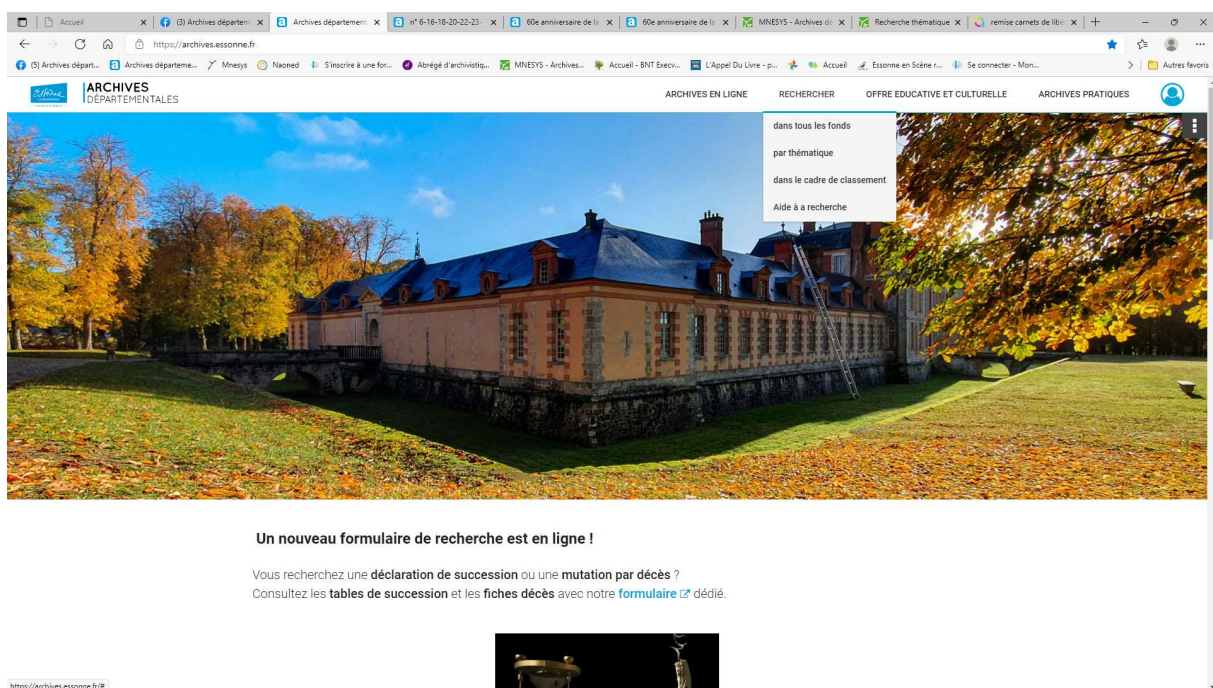 Accueil
(3) Archives départem
Archives département
n° 6-16-18-20-22-23-
60e anniversaire de la
60e anniversaire de la
MNESYS - Archives dé
Recherche thématique
remise carnets de libé
https://archives.essonne.fr
(5) Archives départ...
Archives départeme...
Mnesys
Naoned
S'inscrire à une for...
Abrégé d'archivistiq...
MNESYS - Archives...
Accueil - BNT Execv...
L'Appel Du Livre - p...
Accueil
Essonne en Scène r...
Se connecter - Mon...
Autres favoris
Essonne
ARCHIVES
DÉPARTEMENTALES
ARCHIVES EN LIGNE
RECHERCHER
OFFRE EDUCATIVE ET CULTURELLE
ARCHIVES PRATIQUES
dans tous les fonds
par thématique
dans le cadre de classement
Aide à a recherche
Un nouveau formulaire de recherche est en ligne !
Vous recherchez une déclaration de succession ou une mutation par décès ?
Consultez les tables de succession et les fiches décès avec notre formulaire dédié.
https://archives.essonne.fr/#